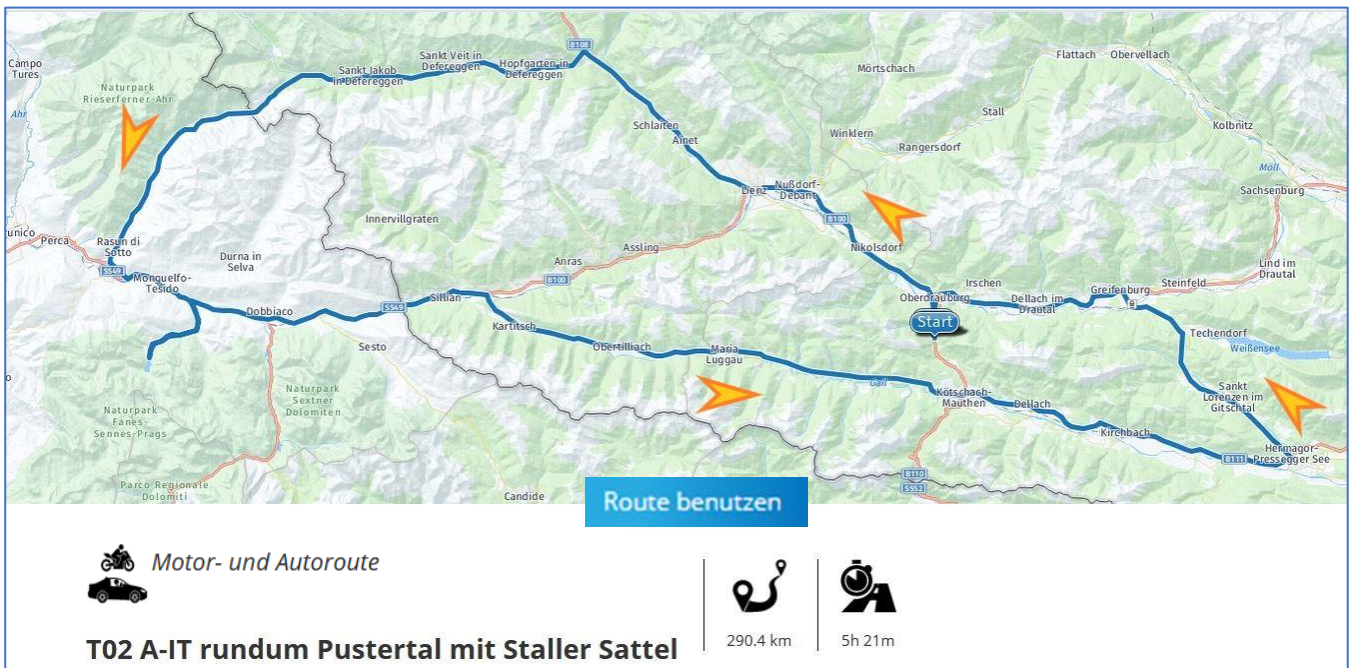 Campo
Tures
Ahr
Naturpark
Rieserferner-Ahr
Sankt Jakob
in Defereggen
Sankt Veit in
Defereggen
Hopfgarten in
Defereggen
B108
Mörtschach
Flattach
Obervellach
Stall
Kolbnitz
Schlaiten
Ainet
Winklern
Rangersdorf
Möll
Sachsenburg
Lienz
Nußdorf-
Debant
B100
Innervillgraten
Nikolsdorf
unico
Perca
Rasun di
Sotto
SS49
Monguelfo-
Tesido
Durna in
Selva
Assling
Anras
B100
Lind im
Drautal
Irschen
Greifenburg
Steinfeld
Oberdrauburg
Dellach im
Drautal
Start
Sillian
SS49
Dobbiaco
Kartitsch
Obertilliach
Maria
Luggau
Sesto
Techendorf
Weißensee
o
Gail
Kötschach-
Mauthen
Dellach
Sankt
Lorenzen im
Gitschtal
Naturpark
Sextner
Dolomiten
Naturpark
Fanes-
Sennes-Prags
Kirchbach
B111
Hermagor-
Pressegger See
B110
SS52
Parco Regionale
Dolomiti
Candide
Route benutzen
Motor- und Autoroute
T02 A-IT rundum Pustertal mit Staller Sattel
290.4 km
5h 21m